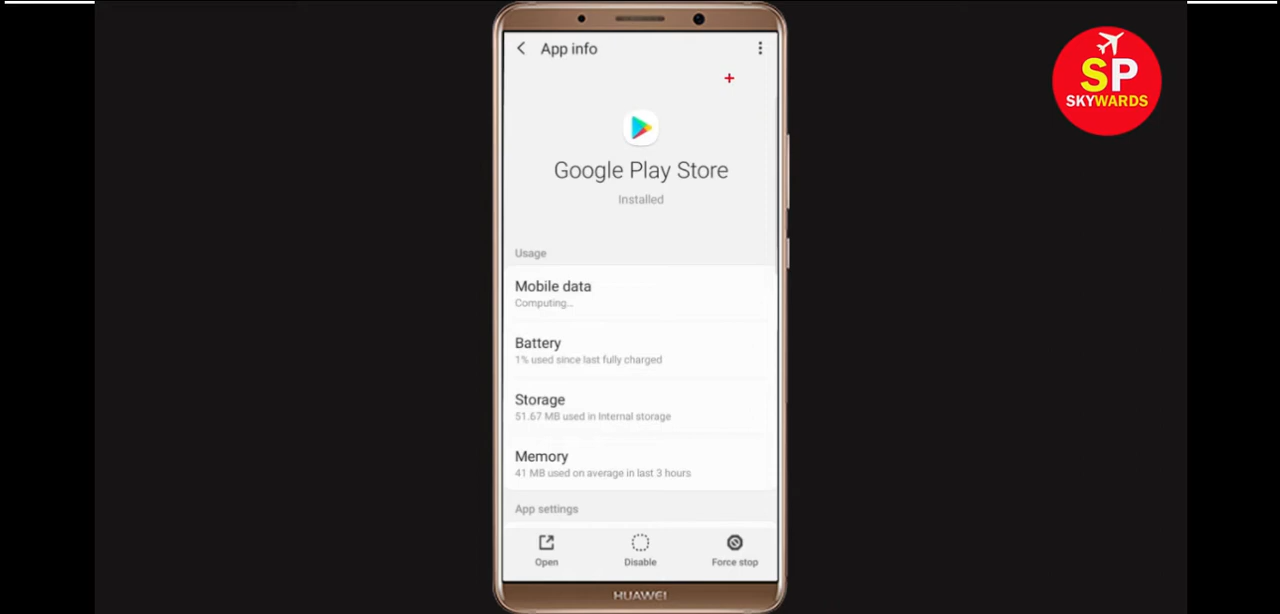 App info
SP
SKYWARDS
Google Play Store
Installed
Usage
Mobile data
Computing...
Battery
1% used since last fully charged
Storage
51.67 MB used in Internal storage
Memory
41 MB used on average in last 3 hours
App settings
Open Disable Force stop
HUAWEI